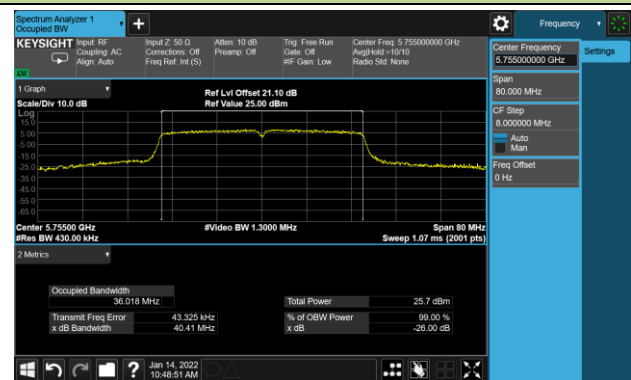 Spectrum Analyzer 1
Occupied BW
+
Frequency
KEYSIGHT
Input: RF
Coupling: AC
Align: Auto
Input Z: 50 Ω
Corrections: Off
Freq Ref: Int (S)
Atten: 10 dB
Preamp: Off
Trig: Free Run
Gate: Off
#IF Gain: Low
Center Freq: 5.755000000 GHz
Avg|Hold:>10/10
Radio Std: None
Center Frequency
5.755000000 GHz
Settings
Span
80.000 MHz
CF Step
8.000000 MHz
Auto
Man
Freq Offset
0 Hz
1 Graph
Scale/Div 10.0 dB
Ref Lvl Offset 21.10 dB
Ref Value 25.00 dBm
Log
15.0
5.00
-5.00
-15.0
-25.0
-35.0
-45.0
-55.0
-65.0
Center 5.75500 GHz
#Res BW 430.00 kHz
#Video BW 1.3000 MHz
Span 80 MHz
Sweep 1.07 ms (2001 pts)
2 Metrics
Occupied Bandwidth
36.018 MHz
Transmit Freq Error 43.325 kHz
x dB Bandwidth 40.41 MHz
Total Power 25.7 dBm
% of OBW Power 99.00 %
x dB -26.00 dB
?
Jan 14, 2022
10:48:51 AM